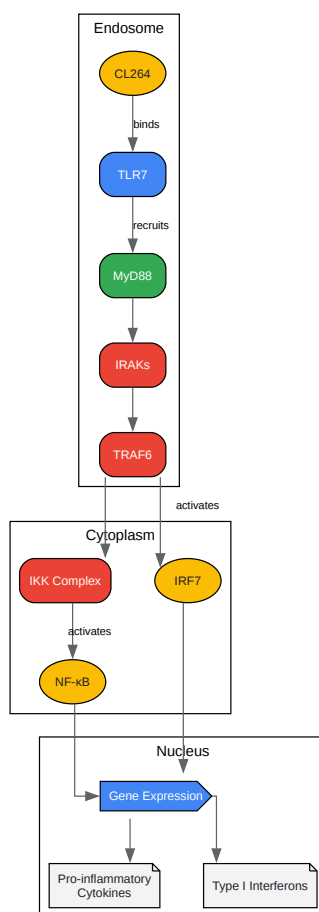 Endosome
CL264
binds
TLR7
recruits
MyD88
IRAKs
TRAF6
activates
Cytoplasm
IKK Complex
IRF7
activates
NF-κB
Nucleus
Gene Expression
Pro-inflammatory
Cytokines
Type I Interferons